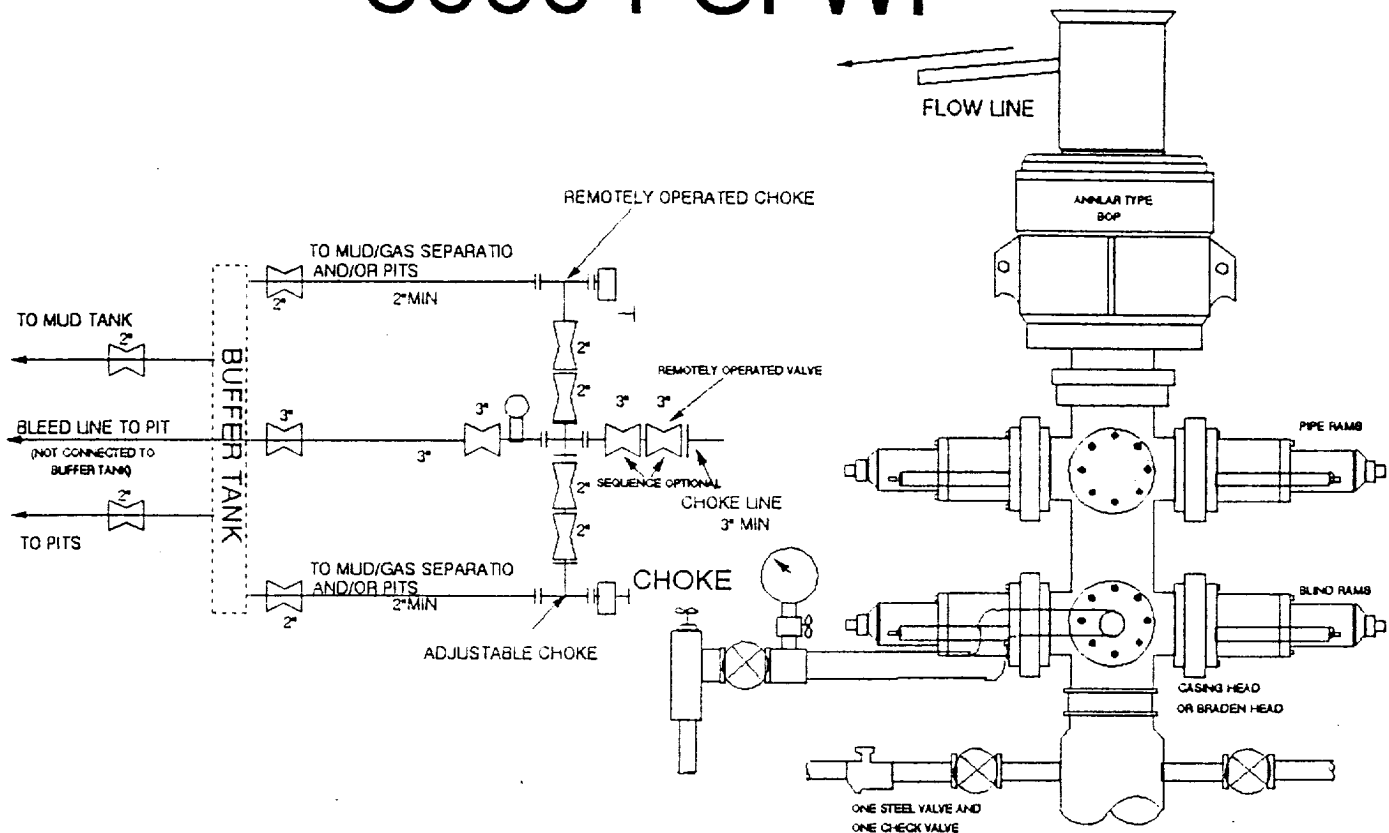 FLOW LINE
ANNLAR TYPE
BOP
REMOTELY OPERATED CHOKE
TO MUD/GAS SEPARATIO
AND/OR PITS
2"
2"MIN
TO MUD TANK
2"
2"
REMOTELY OPERATED VALVE
2"
3"
3"
3"
3"
BLEED LINE TO PIT
(NOT CONNECTED TO
BUFFER TANK)
3"
BUFFER TANK
SEQUENCE OPTIONAL
2"
CHOKE LINE
3" MIN
2"
2"
TO PITS
TO MUD/GAS SEPARATIO
AND/OR PITS
2"MIN
2"
CHOKE
ADJUSTABLE CHOKE
PIPE RAMS
BLIND RAMS
CASING HEAD
OR BRADEN HEAD
ONE STEEL VALVE AND
ONE CHECK VALVE